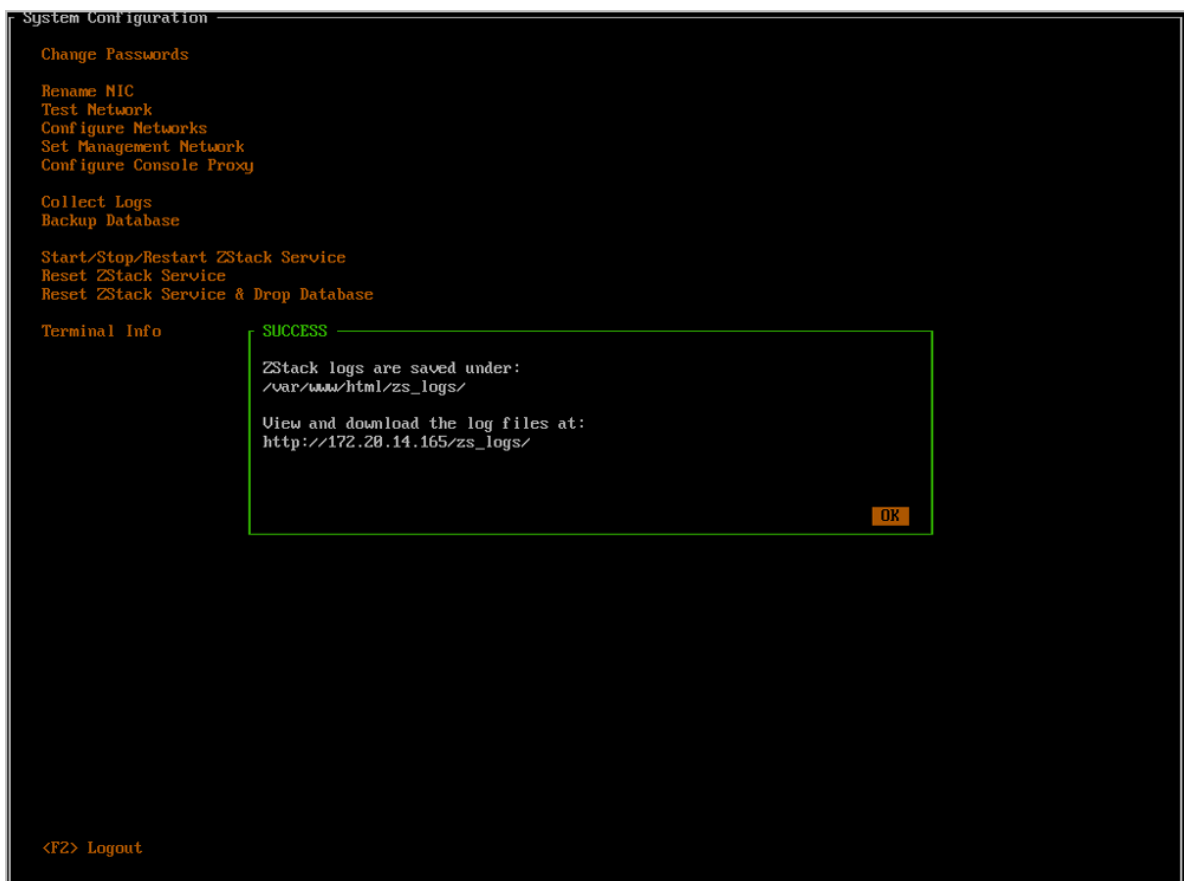 System Configuration
Change Passwords
Rename NIC
Test Network
Configure Networks
Set Management Network
Configure Console Proxy
Collect Logs
Backup Database
Start/Stop/Restart ZStack Service
Reset ZStack Service
Reset ZStack Service & Drop Database
Terminal Info
SUCCESS
ZStack logs are saved under:
/var/www/html/zs_logs/
View and download the log files at:
http://172.20.14.165/zs_logs/
OK
<F2> Logout